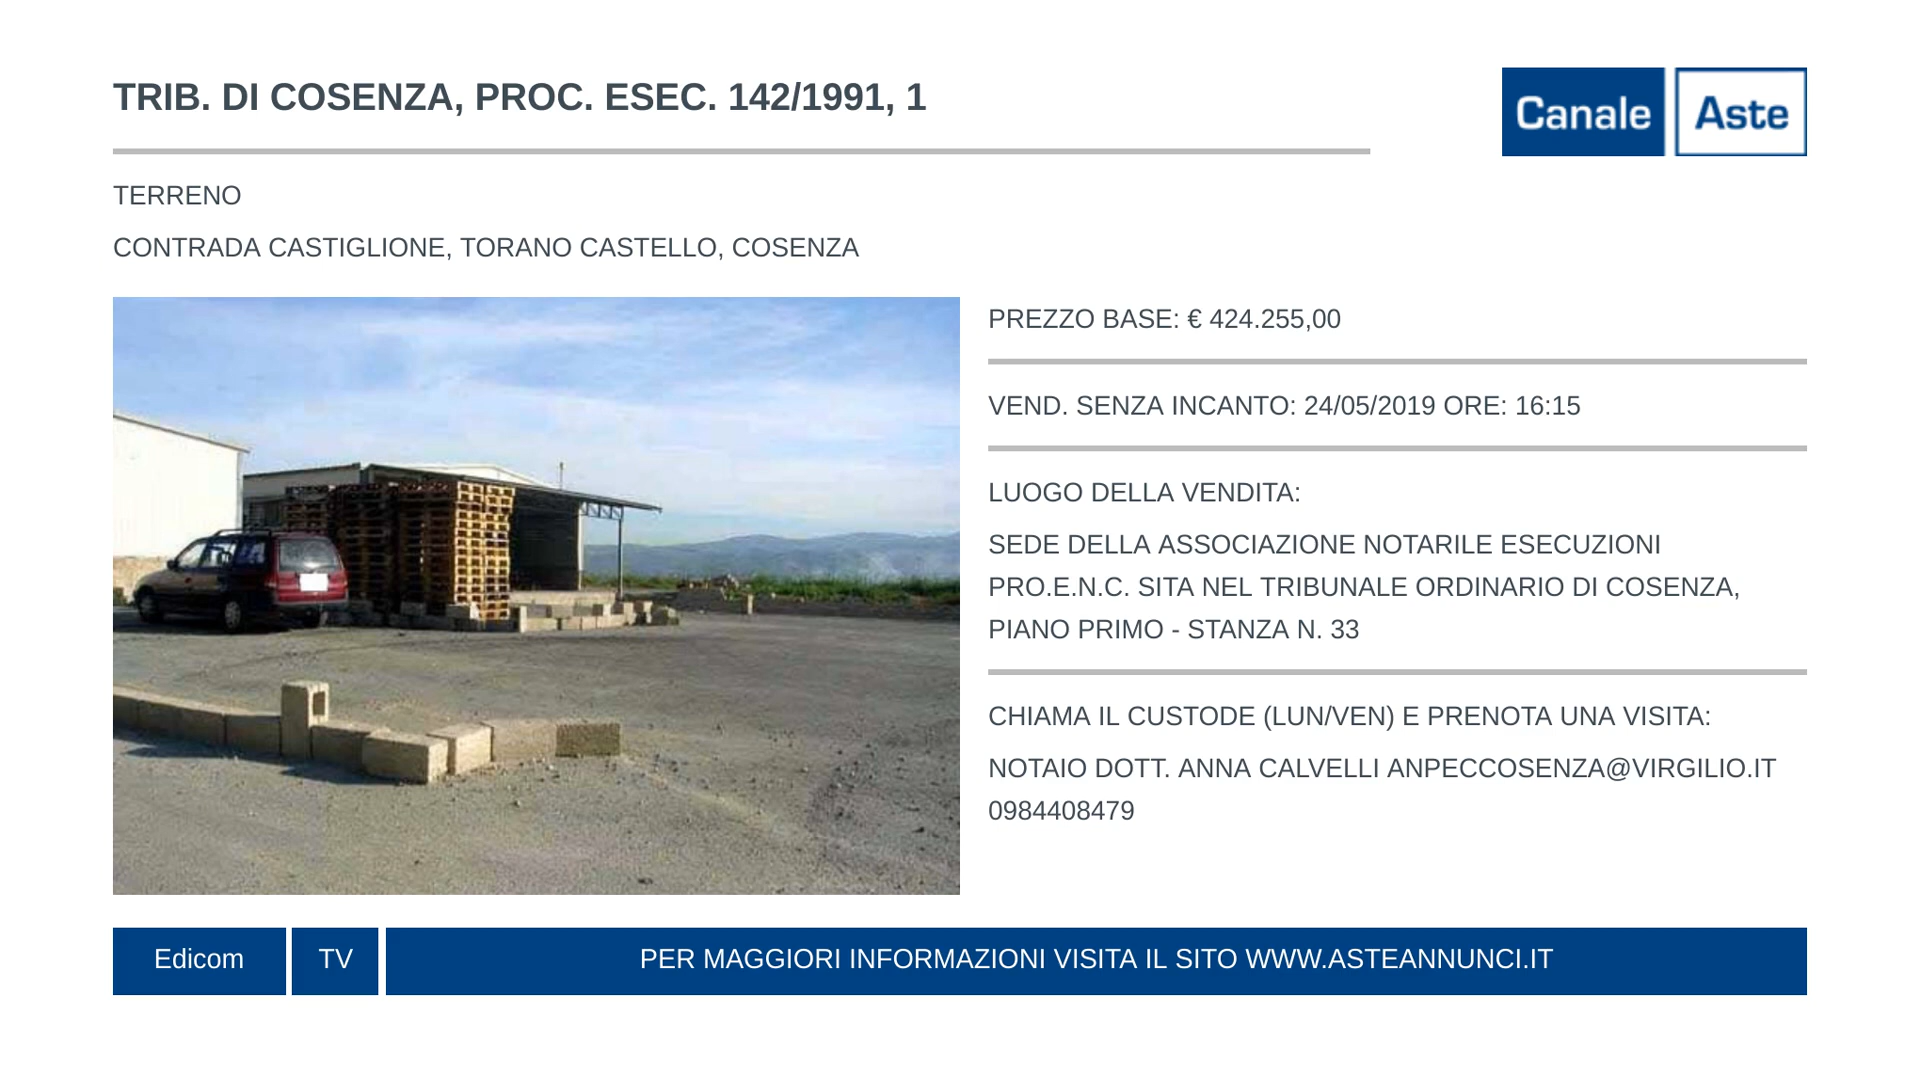 TRIB. DI COSENZA, PROC. ESEC. 142/1991, 1
Canale Aste
TERRENO
CONTRADA CASTIGLIONE, TORANO CASTELLO, COSENZA
PREZZO BASE: € 424.255,00
VEND. SENZA INCANTO: 24/05/2019 ORE: 16:15
LUOGO DELLA VENDITA:
SEDE DELLA ASSOCIAZIONE NOTARILE ESECUZIONI
PRO.E.N.C. SITA NEL TRIBUNALE ORDINARIO DI COSENZA,
PIANO PRIMO - STANZA N. 33
CHIAMA IL CUSTODE (LUN/VEN) E PRENOTA UNA VISITA:
NOTAIO DOTT. ANNA CALVELLI ANPECCOSENZA@VIRGILIO.IT
0984408479
Edicom TV PER MAGGIORI INFORMAZIONI VISITA IL SITO WWW.ASTEANNUNCI.IT